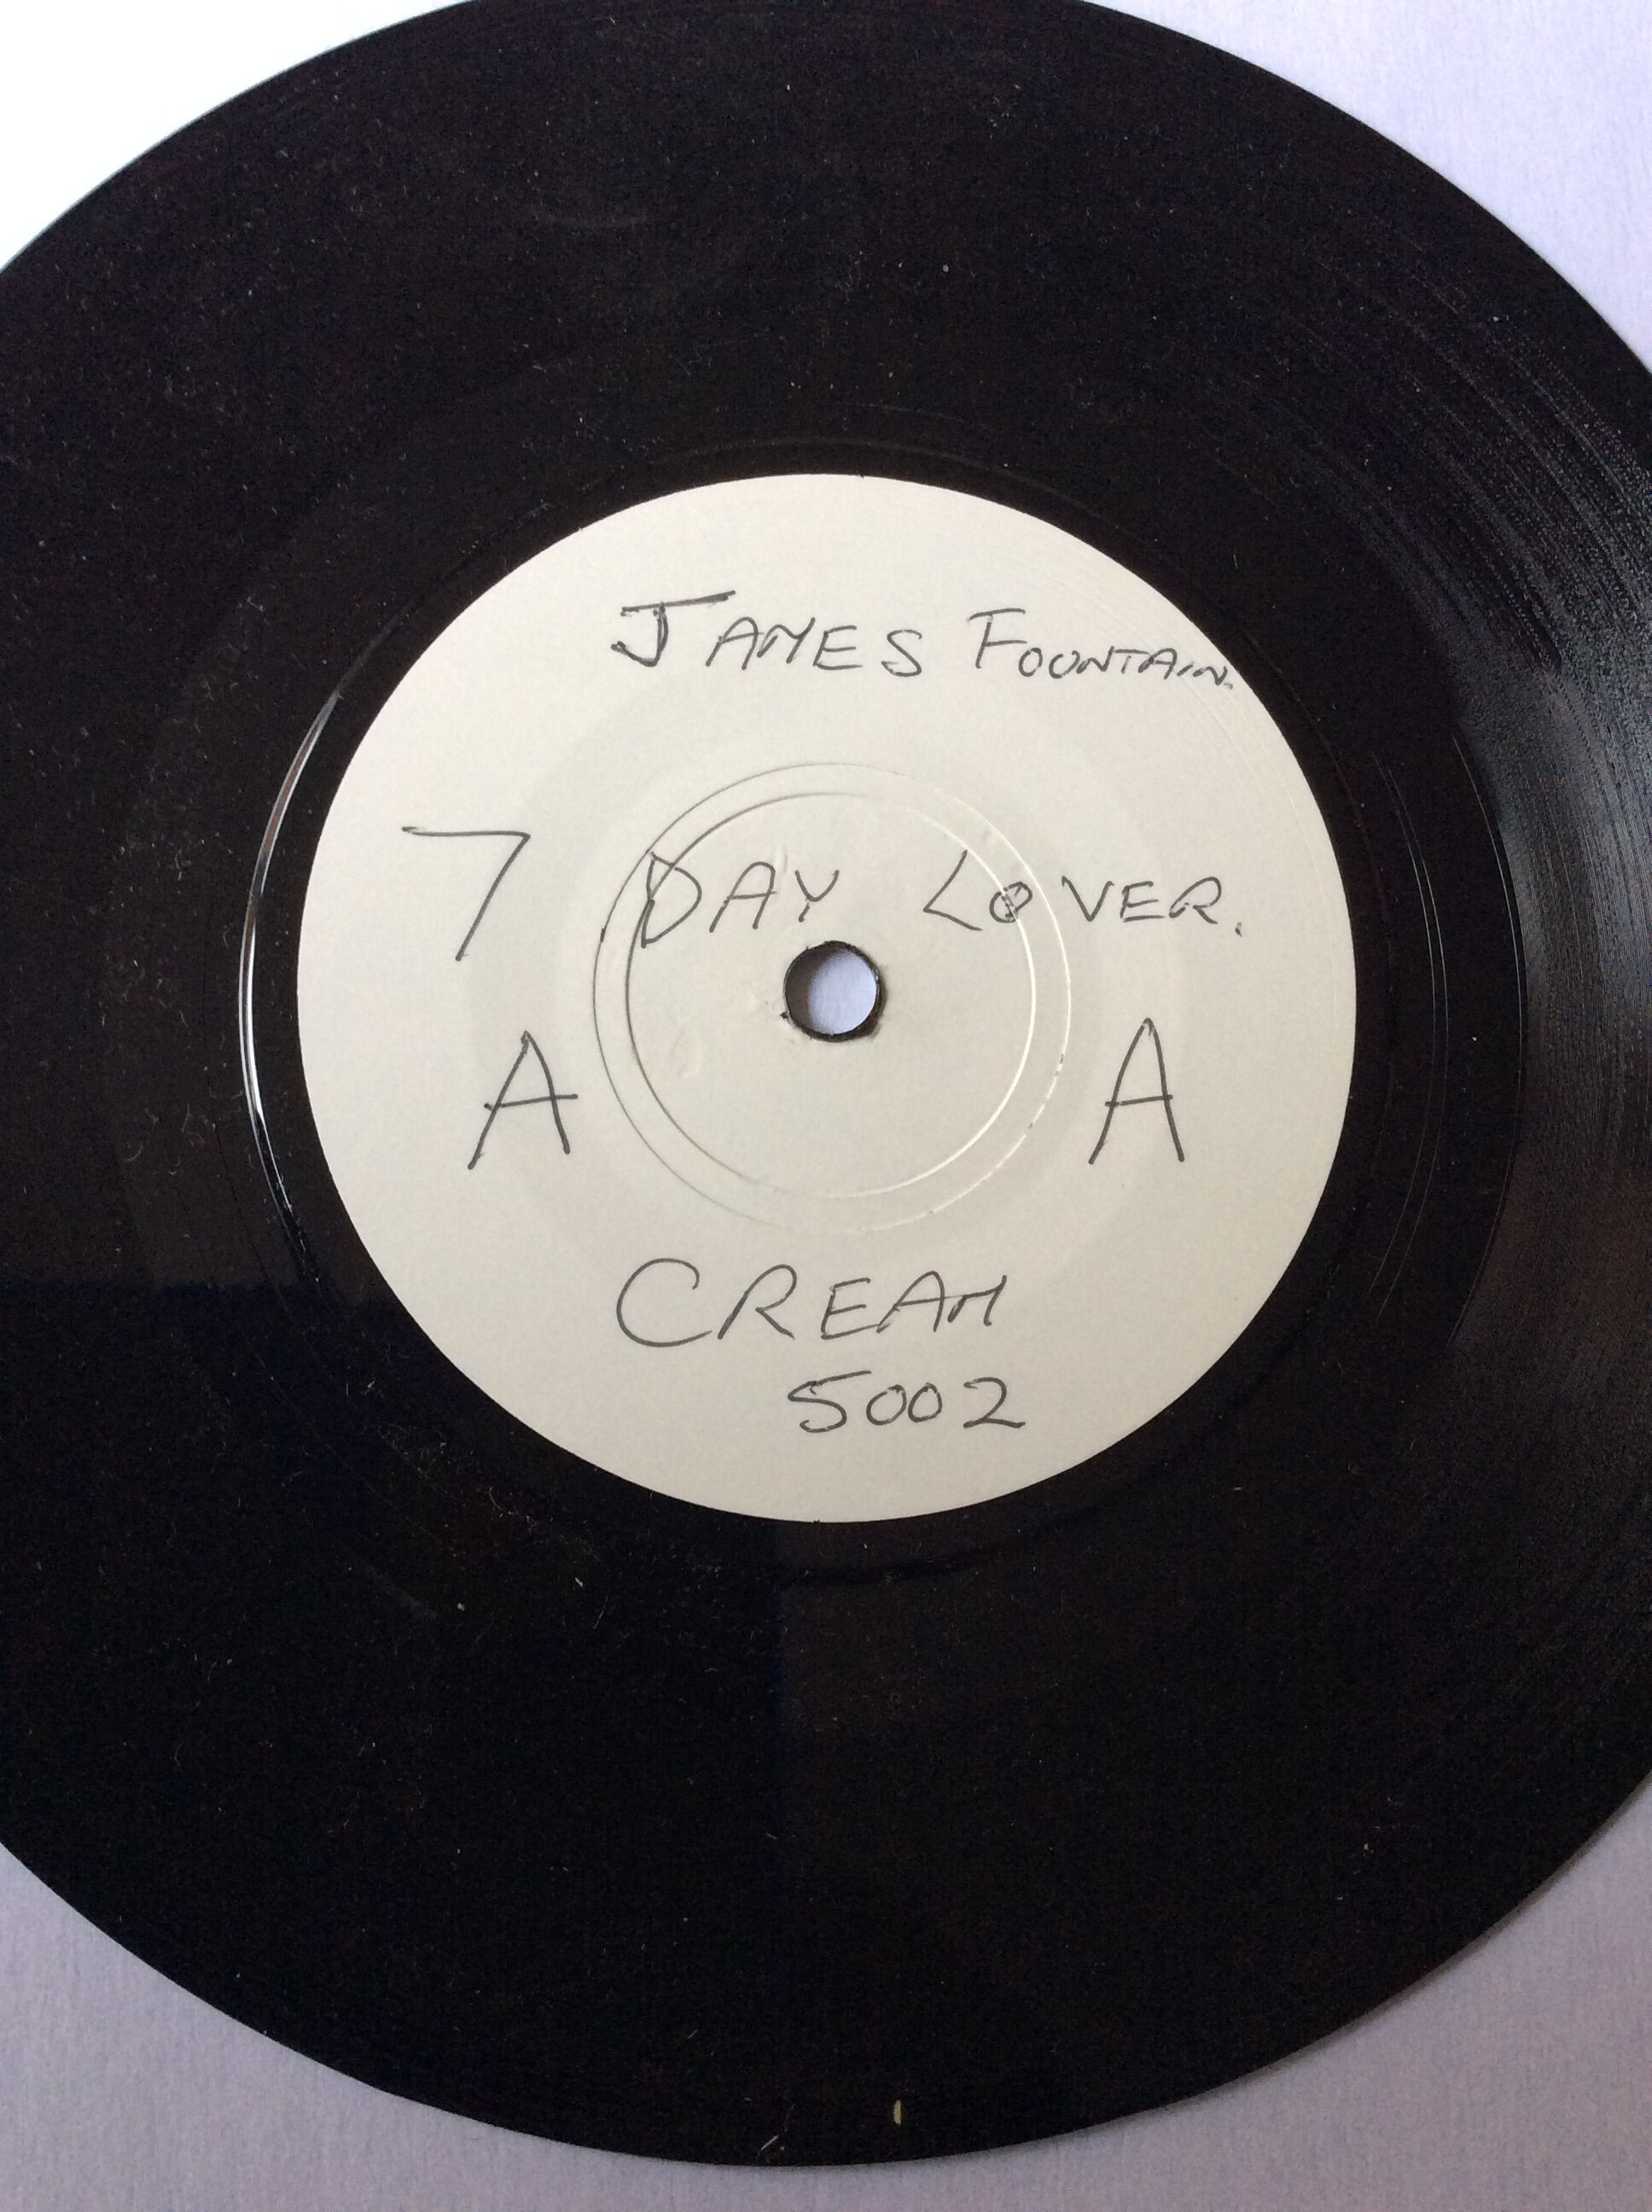 JAMES FOUNTAIN.
7 DAY LOVER.
A A
CREAM
5002